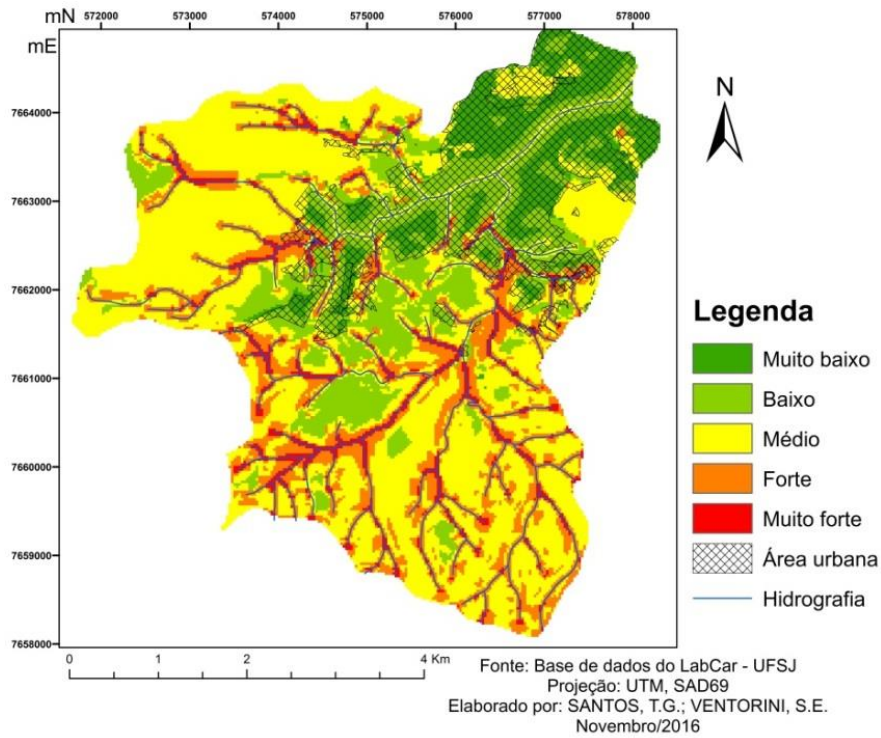 mN
572000 573000 574000 575000 576000 577000 578000
mE
7664000
7663000
7662000
7661000
7660000
7659000
7658000
N
Legenda
Muito baixo
Baixo
Médio
Forte
Muito forte
Área urbana
Hidrografia
0 1 2 4 Km
Fonte: Base de dados do LabCar - UFSJ
Projeção: UTM, SAD69
Elaborado por: SANTOS, T.G.; VENTORINI, S.E.
Novembro/2016